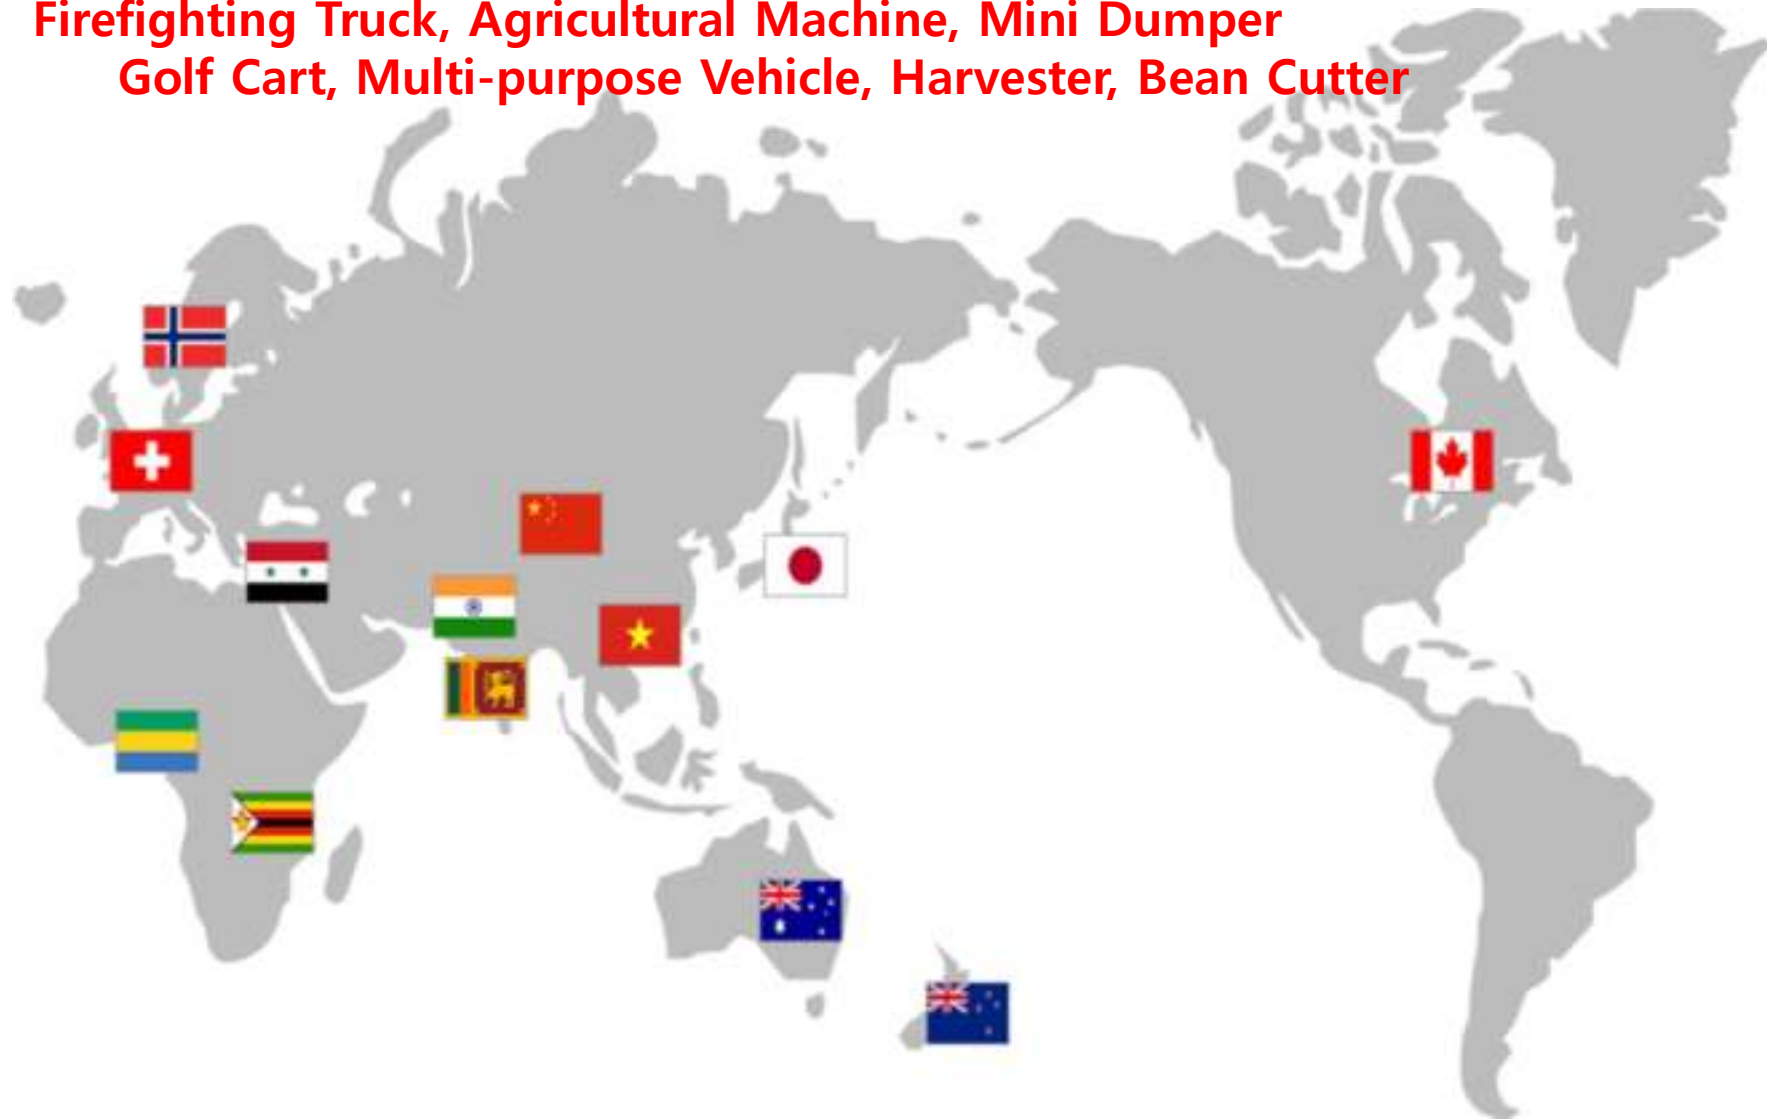 Firefighting Truck, Agricultural Machine, Mini Dumper
Golf Cart, Multi-purpose Vehicle, Harvester, Bean Cutter